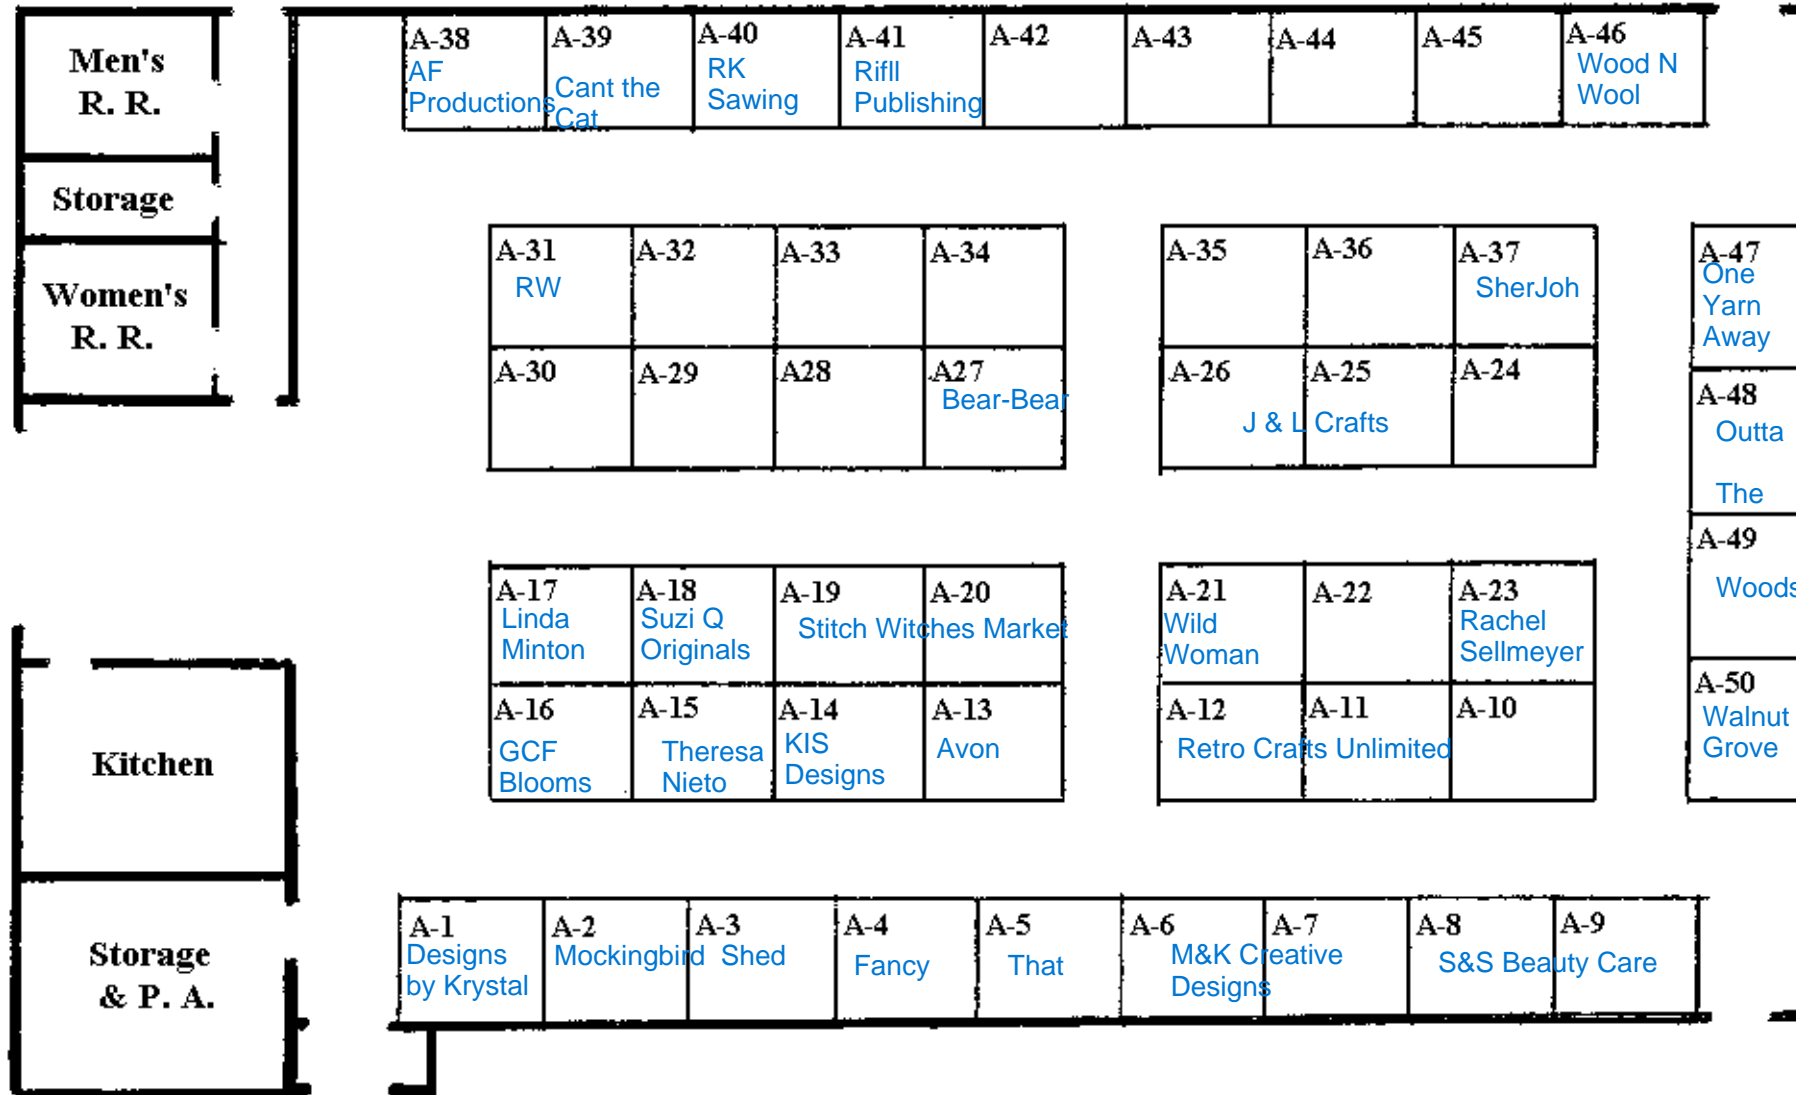 Men's
R. R.
Storage
Women's
R. R.
Kitchen
Storage
& P. A.
A-38
AF
Productions
A-39
Cant the
Cat
A-40
RK
Sawing
A-41
Rifll
Publishing
A-42
A-43
A-44
A-45
A-46
Wood N
Wool
A-31
RW
A-32
A-33
A-34
A-35
A-36
A-37
SherJoh
A-30
A-29
A28
A27
Bear-Bear
A-26
A-25
J & L Crafts
A-24
A-47
One
Yarn
Away
A-48
Outta
The
A-49
Woods
A-50
Walnut
Grove
A-17
Linda
Minton
A-18
Suzi Q
Originals
A-19
A-20
Stitch Witches Market
A-21
Wild
Woman
A-22
A-23
Rachel
Sellmeyer
A-16
GCF
Blooms
A-15
Theresa
Nieto
A-14
KIS
Designs
A-13
Avon
A-12
A-11
Retro Crafts Unlimited
A-10
A-1
Designs
by Krystal
A-2
A-3
Mockingbird Shed
A-4
Fancy
A-5
That
A-6
A-7
M&K Creative
Designs
A-8
A-9
S&S Beauty Care